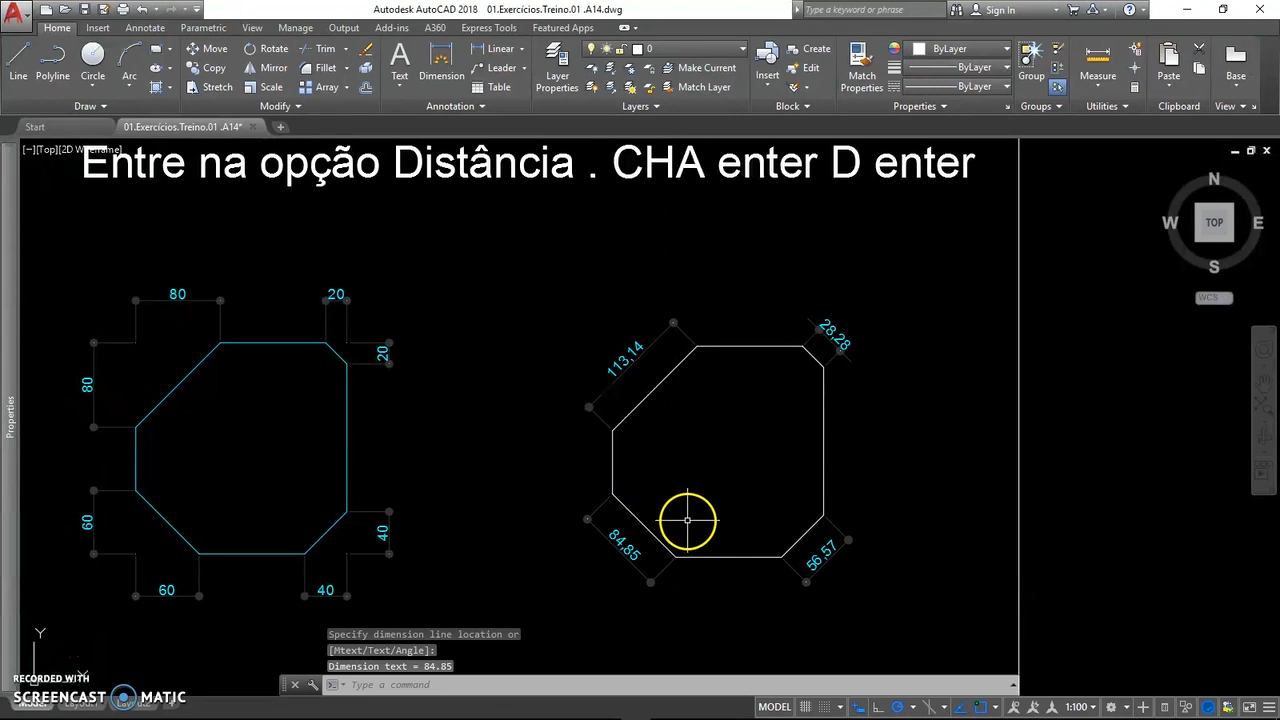 Autodesk AutoCAD 2018 01.Exercícios.Treino.01 .A14.dwg
Type a keyword or phrase
Sign In
Home Insert Annotate Parametric View Manage Output Add-ins A360 Express Tools Featured Apps
Line Polyline Circle Arc
Move Rotate Trim
Copy Mirror Fillet
Stretch Scale Array
Text Dimension
Linear
Leader
Table
Layer Properties
0
Make Current
Match Layer
Insert
Create
Edit
Match Properties
ByLayer
ByLayer
ByLayer
Group Measure Paste Base
Draw Modify Annotation Layers Block Properties Groups Utilities Clipboard View
Start 01.Exercícios.Treino.01 .A14*
[−][Top][2D Wireframe]
Entre na opção Distância . CHA enter D enter
N
W TOP E
S
WCS
80 20
20
80
60
40
60 40
113,14
28,28
84,85
56,57
Properties
Y
Specify dimension line location or
[Mtext/Text/Angle]:
Dimension text = 84.85
Type a command
RECORDED WITH
SCREENCAST MATIC
Model Layout1 Layout2
MODEL 1:100